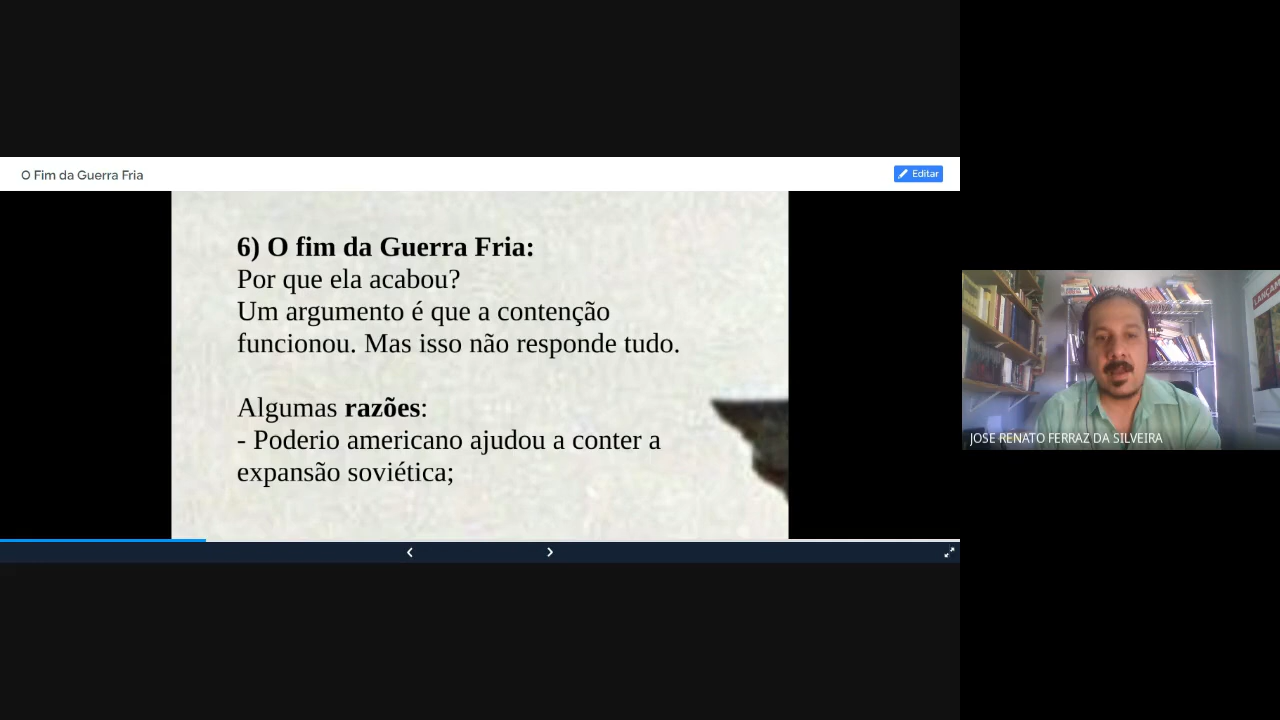 O Fim da Guerra Fria
Editar
6) O fim da Guerra Fria:
Por que ela acabou?
Um argumento é que a contenção
funcionou. Mas isso não responde tudo.
Algumas razões:
- Poderio americano ajudou a conter a
expansão soviética;
LANÇAM
JOSE RENATO FERRAZ DA SILVEIRA